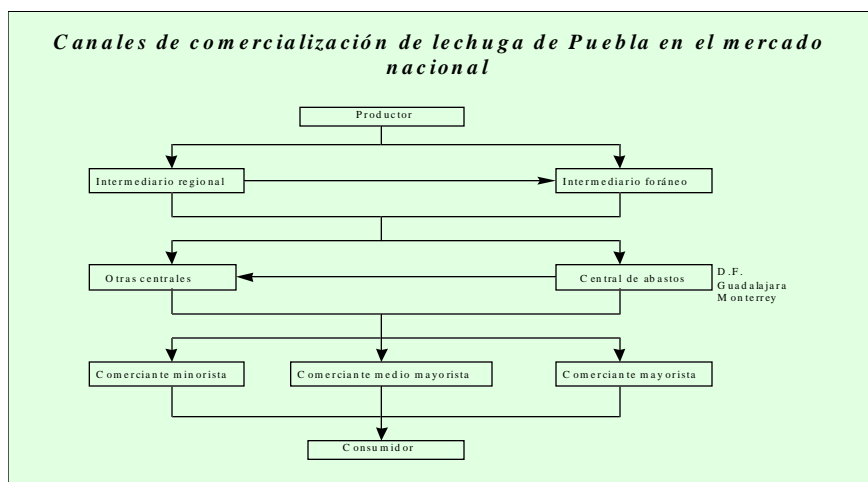 Canales de comercialización de lechuga de Puebla en el mercado
nacional
Productor
Intermediario regional
Intermediario foráneo
Otras centrales
Central de abastos
D.F.
Guadalajara
Monterrey
Comerciante minorista
Comerciante medio mayorista
Comerciante mayorista
Consumidor